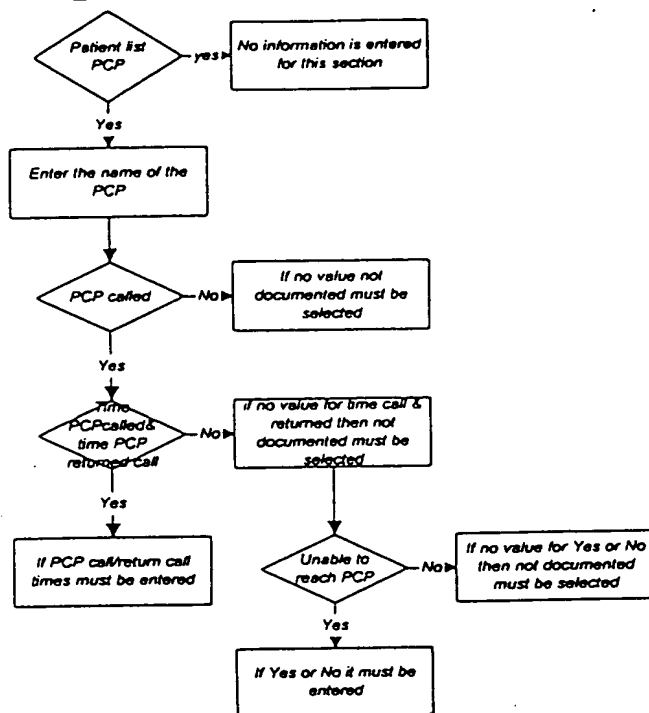 Patient list
PCP
yes
No information is entered
for this section
Yes
Enter the name of the
PCP
PCP called
No
If no value not
documented must be
selected
Yes
Time
PCPcalled&
time PCP
returned call
No
if no value for time call &
returned then not
documented must be
selected
Yes
If PCP call/return call
times must be entered
Unable to
reach PCP
No
If no value for Yes or No
then not documented
must be selected
Yes
If Yes or No it must be
entered